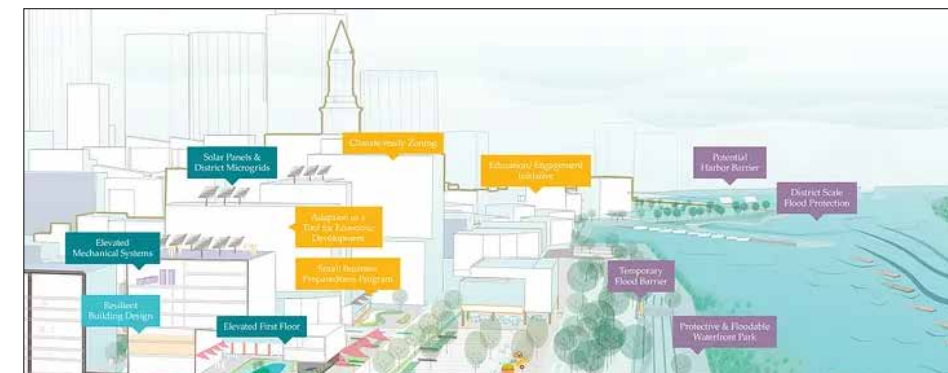 Climate-ready Zoning
Solar Panels &
District Microgrids
Education/ Engagement
Initiative
Potential
Harbor Barrier
District Scale
Flood Protection
Adaption as a
Tool for Economic
Development
Elevated
Mechanical Systems
Small Business
Preparedness Program
Temporary
Flood Barrier
Resilient
Building Design
Elevated First Floor
Protective & Floodable
Waterfront Park